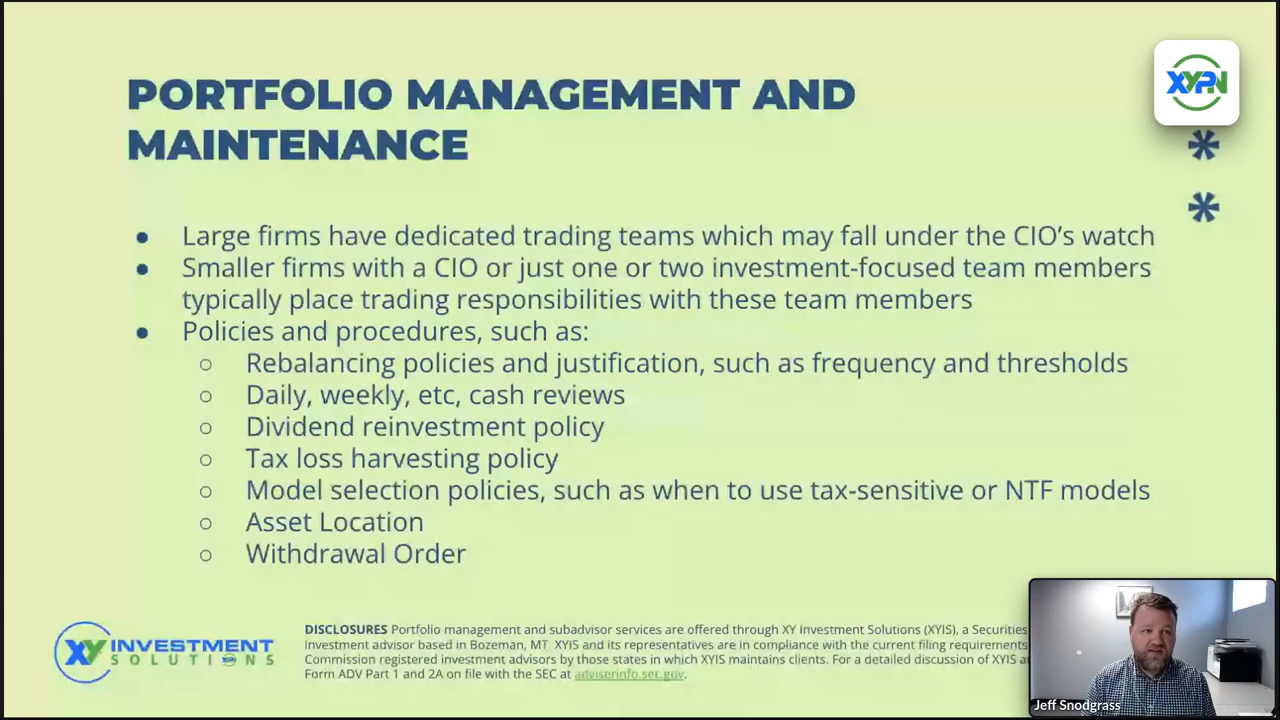 PORTFOLIO MANAGEMENT AND
MAINTENANCE
XYPN
*
*
● Large firms have dedicated trading teams which may fall under the CIO’s watch
● Smaller firms with a CIO or just one or two investment-focused team members
typically place trading responsibilities with these team members
● Policies and procedures, such as:
○ Rebalancing policies and justification, such as frequency and thresholds
○ Daily, weekly, etc, cash reviews
○ Dividend reinvestment policy
○ Tax loss harvesting policy
○ Model selection policies, such as when to use tax-sensitive or NTF models
○ Asset Location
○ Withdrawal Order
XY INVESTMENT
SOLUTIONS
DISCLOSURES Portfolio management and subadvisor services are offered through XY Investment Solutions (XYIS), a Securities
investment advisor based in Bozeman, MT XYIS and its representatives are in compliance with the current filing requirements
Commission registered investment advisors by those states in which XYIS maintains clients. For a detailed discussion of XYIS
Form ADV Part 1 and 2A on file with the SEC at adviserinfo.sec.gov.
Jeff Snodgrass